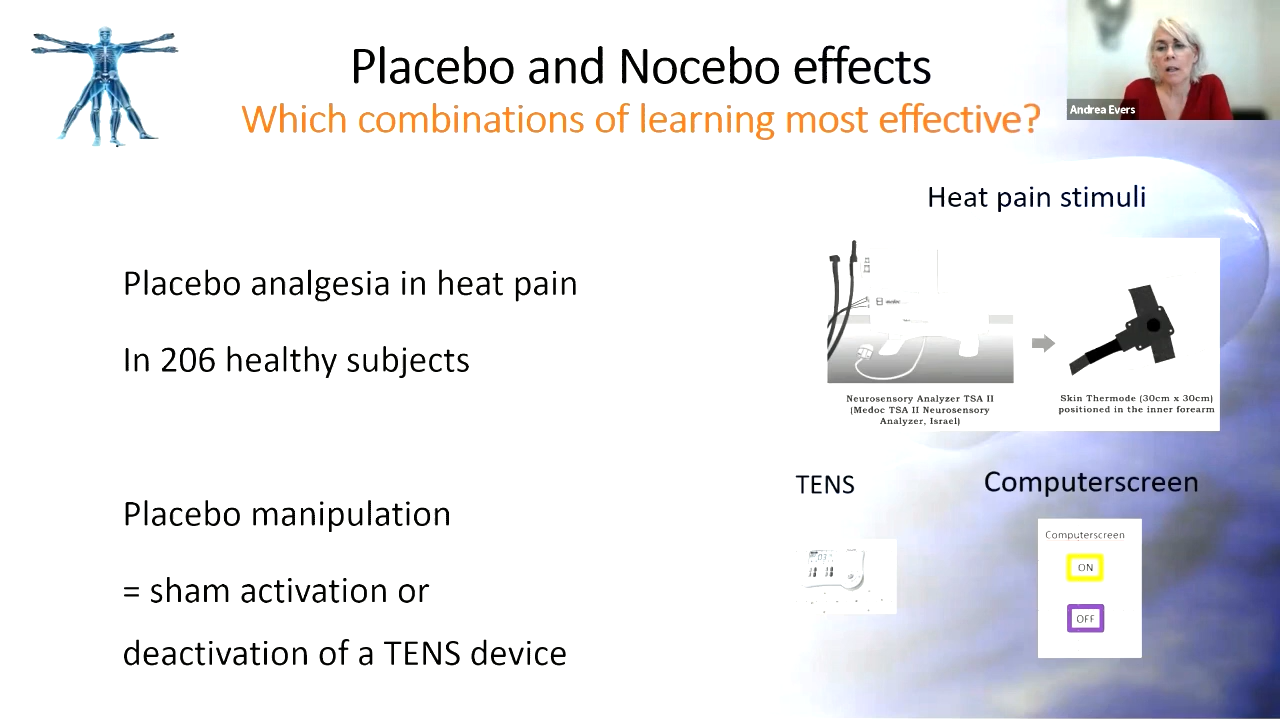 Placebo and Nocebo effects
Which combinations of learning most effective?
Andrea Evers
Heat pain stimuli
Placebo analgesia in heat pain
In 206 healthy subjects
Neurosensory Analyzer TSA II
(Medoc TSA II Neurosensory
Analyzer, Israel)
Skin Thermode (30cm x 30cm)
positioned in the inner forearm
TENS
Computerscreen
Placebo manipulation
= sham activation or
deactivation of a TENS device
Computerscreen
ON
OFF